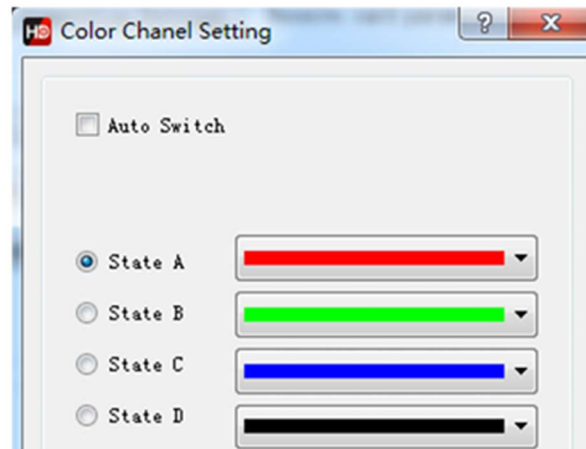 HD Color Chanel Setting ?
Auto Switch
State A
State B
State C
State D